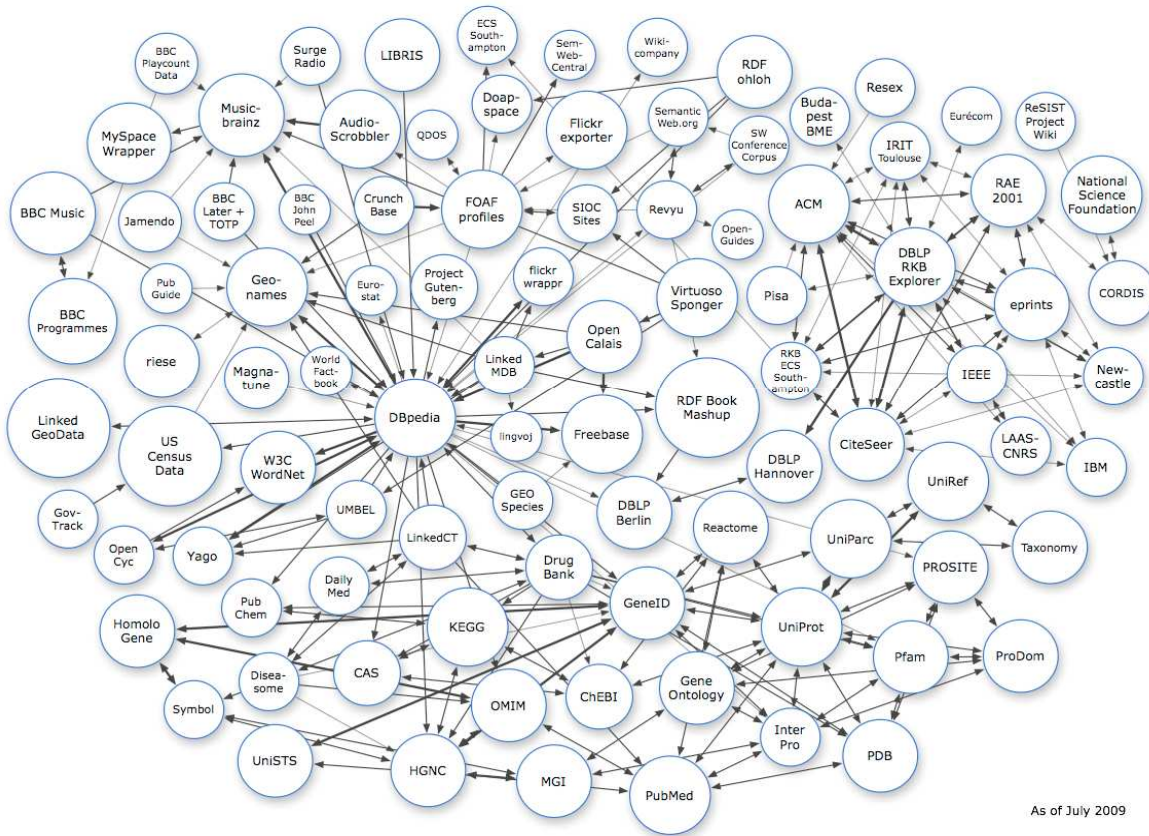 BBC
Playcount
Data
Surge
Radio
LIBRIS
ECS
South-
ampton
Sem-
Web-
Central
Wiki-
company
RDF
ohloh
Music-
brainz
Doap-
space
Flickr
exporter
Semantic
Web.org
Buda-
pest
BME
Resex
Eurécom
ReSIST
Project
Wiki
MySpace
Wrapper
Audio-
Scrobbler
QDOS
SW
Conference
Corpus
IRIT
Toulouse
RAE
2001
National
Science
Foundation
BBC Music
Jamendo
BBC
Later +
TOTP
BBC
John
Peel
Crunch
Base
FOAF
profiles
SIOC
Sites
Revyu
Open-
Guides
ACM
DBLP
RKB
Explorer
Pub
Guide
Geo-
names
Euro-
stat
Project
Guten-
berg
flickr
wrappr
Virtuoso
Sponger
Pisa
eprints
CORDIS
BBC
Programmes
riese
World
Fact-
book
Magna-
tune
Linked
MDB
Open
Calais
RKB
ECS
South-
ampton
IEEE
New-
castle
Linked
GeoData
US
Census
Data
W3C
WordNet
DBpedia
lingvoj
Freebase
RDF Book
Mashup
DBLP
Hannover
CiteSeer
LAAS-
CNRS
IBM
Gov-
Track
Open
Cyc
Yago
UMBEL
LinkedCT
GEO
Species
DBLP
Berlin
Reactome
UniParc
UniRef
Taxonomy
PROSITE
Daily
Med
Drug
Bank
Pub
Chem
Homolo
Gene
KEGG
GeneID
UniProt
Pfam
ProDom
Symbol
Disea-
some
CAS
OMIM
ChEBI
Gene
Ontology
Inter
Pro
PDB
UniSTS
HGNC
MGI
PubMed
As of July 2009